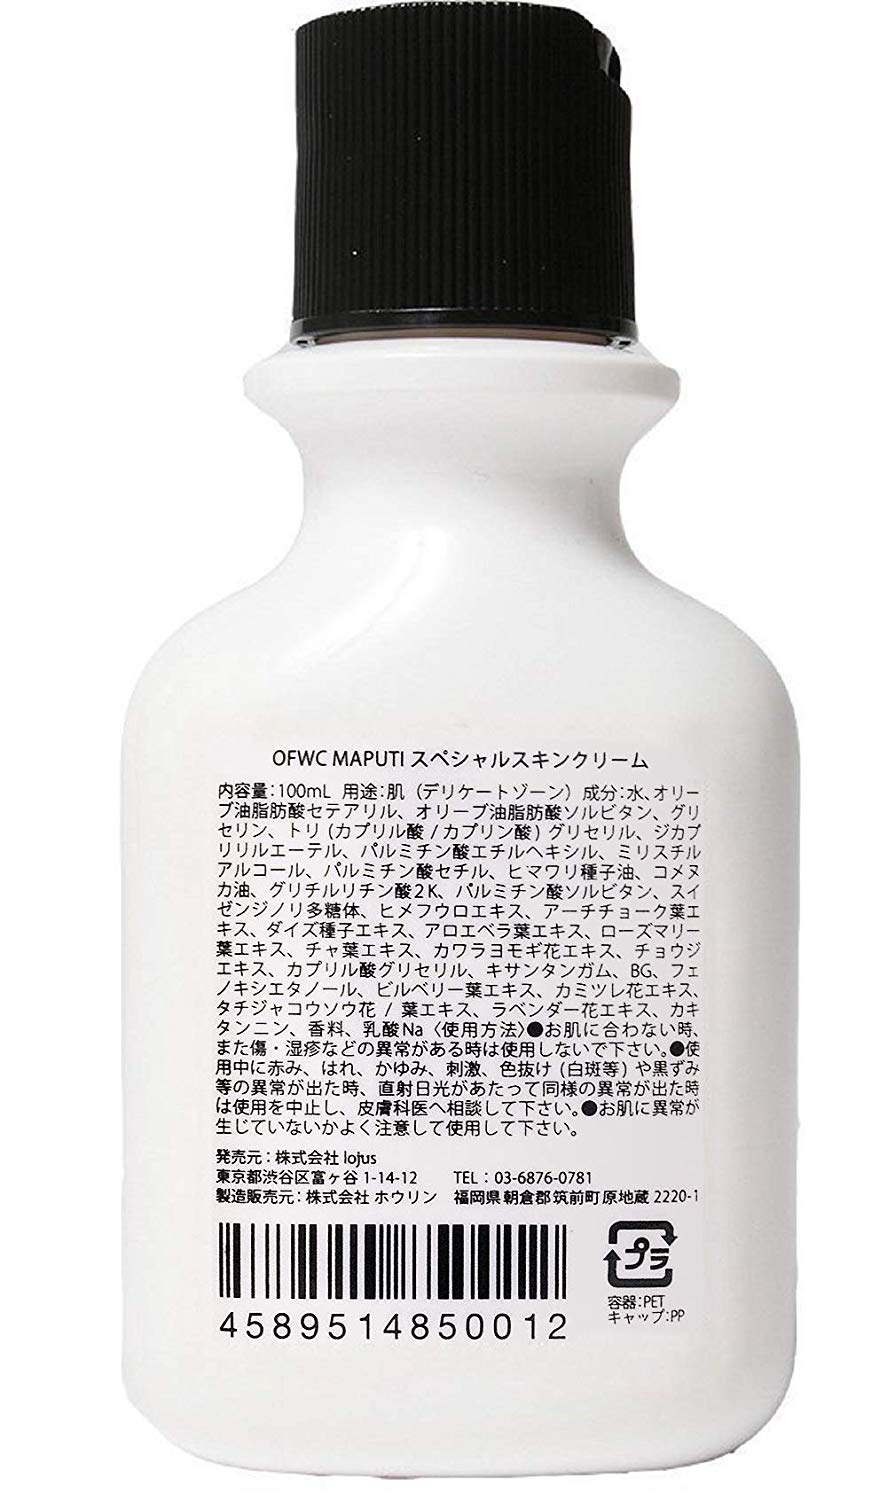 OFWC MAPUTI スペシャルスキンクリーム
内容量:100mL 用途:肌（デリケートゾーン）成分:水、オリー
ブ油脂肪酸セテアリル、オリーブ油脂肪酸ソルビタン、グリ
セリン、トリ(カプリル酸/カプリン酸)グリセリル、ジカプ
リリルエーテル、パルミチン酸エチルヘキシル、ミリスチル
アルコール、パルミチン酸セチル、ヒマワリ種子油、コメヌ
カ油、グリチルリチン酸2K、パルミチン酸ソルビタン、スイ
ゼンジノリ多糖体、ヒメフウロエキス、アーチチョーク葉エ
キス、ダイズ種子エキス、アロエベラ葉エキス、ローズマリー
葉エキス、チャ葉エキス、カワラヨモギ花エキス、チョウジ
エキス、カプリル酸グリセリル、キサンタンガム、BG、フェ
ノキシエタノール、ビルベリー葉エキス、カミツレ花エキス、
タチジャコウソウ花/葉エキス、ラベンダー花エキス、カキ
タンニン、香料、乳酸Na〈使用方法〉●お肌に合わない時、
また傷・湿疹などの異常がある時は使用しないで下さい。●使
用中に赤み、はれ、かゆみ、刺激、色抜け(白斑等)や黒ずみ
等の異常が出た時、直射日光があたって同様の異常が出た時
は使用を中止し、皮膚科医へ相談して下さい。●お肌に異常が
生じていないかよく注意して使用して下さい。
発売元:株式会社lojus
東京都渋谷区富ヶ谷1-14-12 TEL:03-6876-0781
製造販売元:株式会社ホウリン 福岡県朝倉郡筑前町原地蔵2220-1
4589514850012
プラ
容器:PET
キャップ:PP